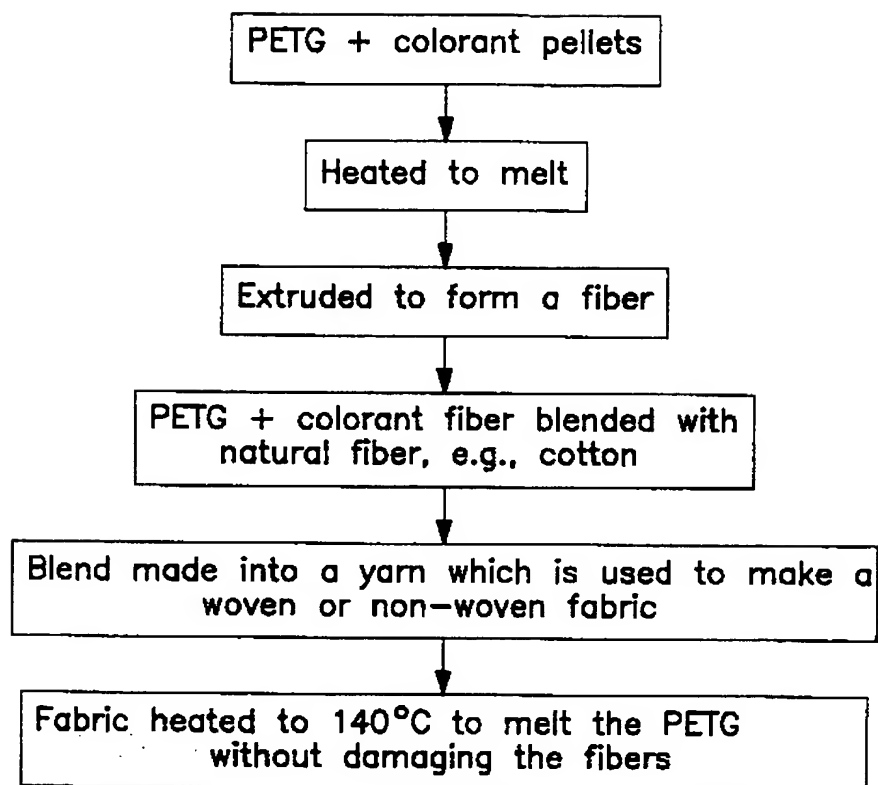 PETG + colorant pellets
Heated to melt
Extruded to form a fiber
PETG + colorant fiber blended with
natural fiber, e.g., cotton
Blend made into a yarn which is used to make a
woven or non-woven fabric
Fabric heated to 140°C to melt the PETG
without damaging the fibers